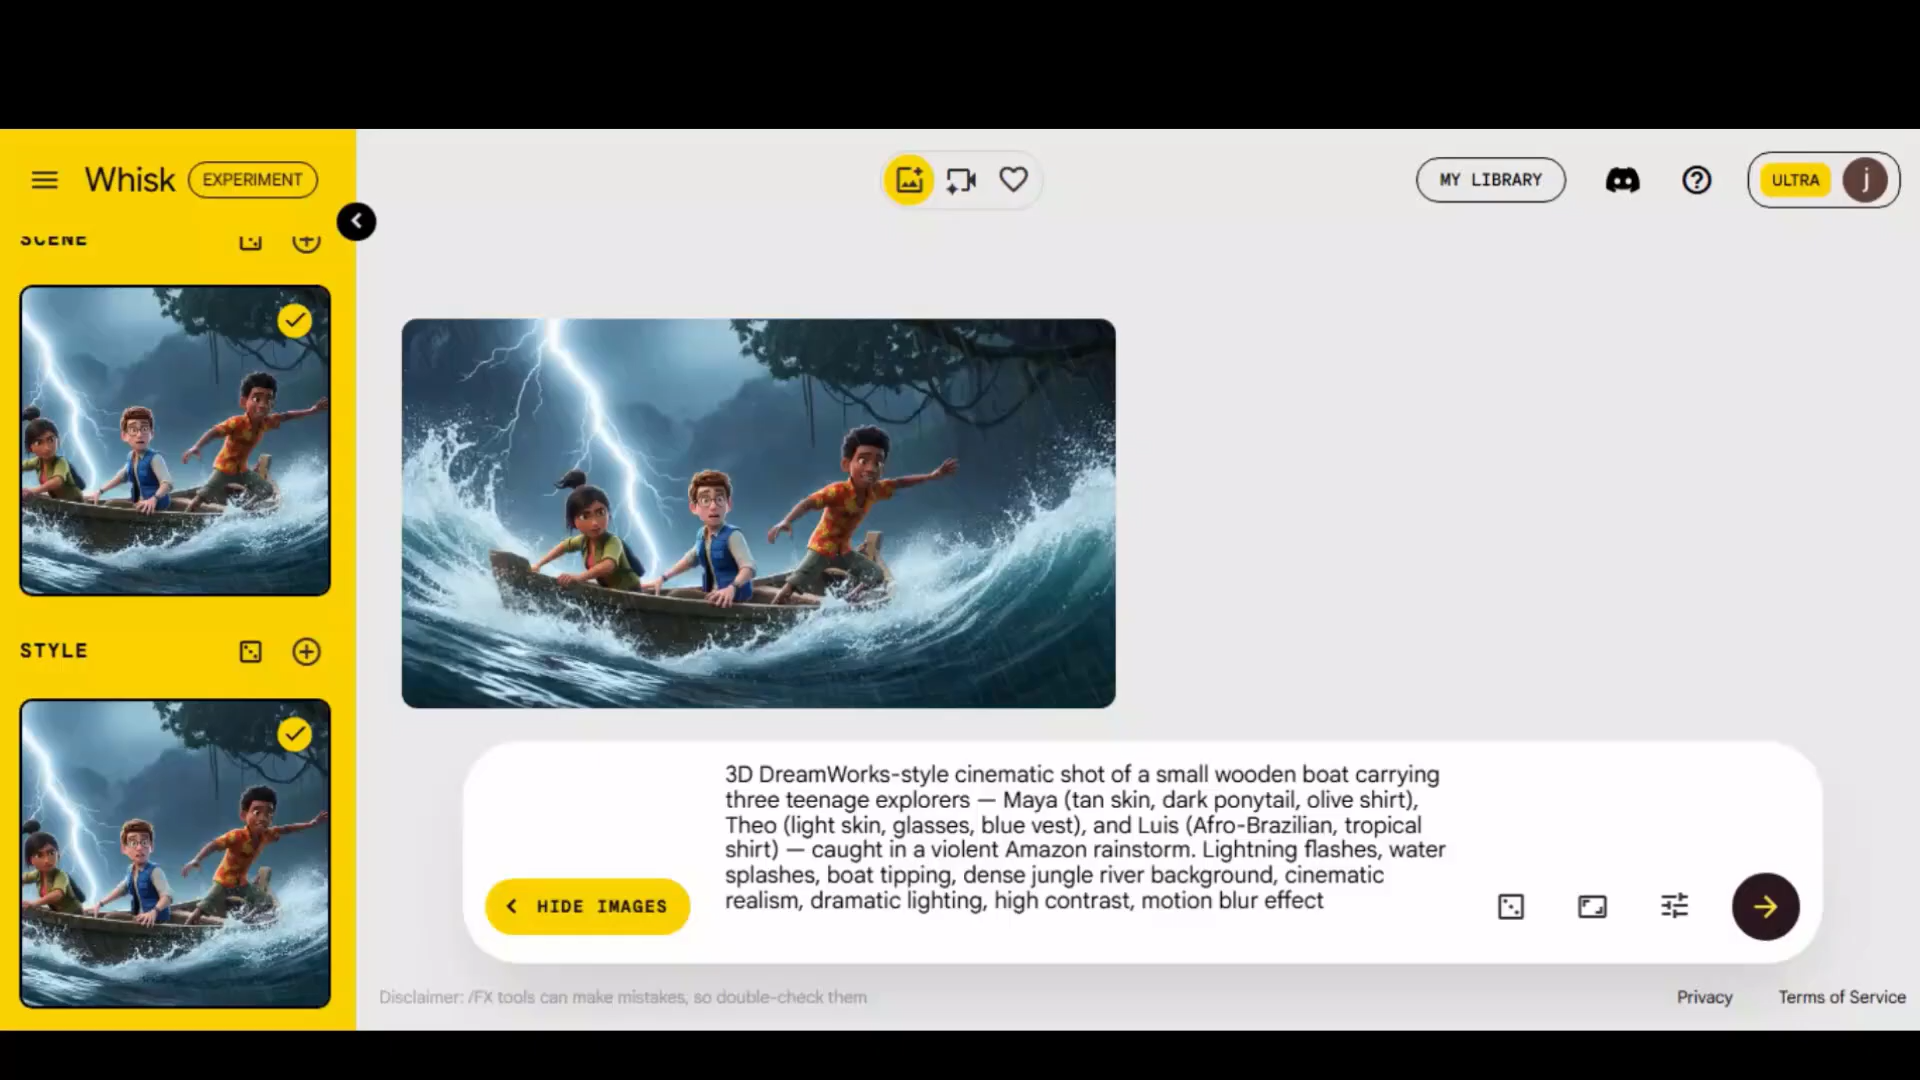 Whisk
EXPERIMENT
MY LIBRARY
ULTRA
j
SCENE
STYLE
3D DreamWorks-style cinematic shot of a small wooden boat carrying
three teenage explorers — Maya (tan skin, dark ponytail, olive shirt),
Theo (light skin, glasses, blue vest), and Luis (Afro-Brazilian, tropical
shirt) — caught in a violent Amazon rainstorm. Lightning flashes, water
splashes, boat tipping, dense jungle river background, cinematic
realism, dramatic lighting, high contrast, motion blur effect
HIDE IMAGES
Disclaimer: /FX tools can make mistakes, so double-check them
Privacy
Terms of Service